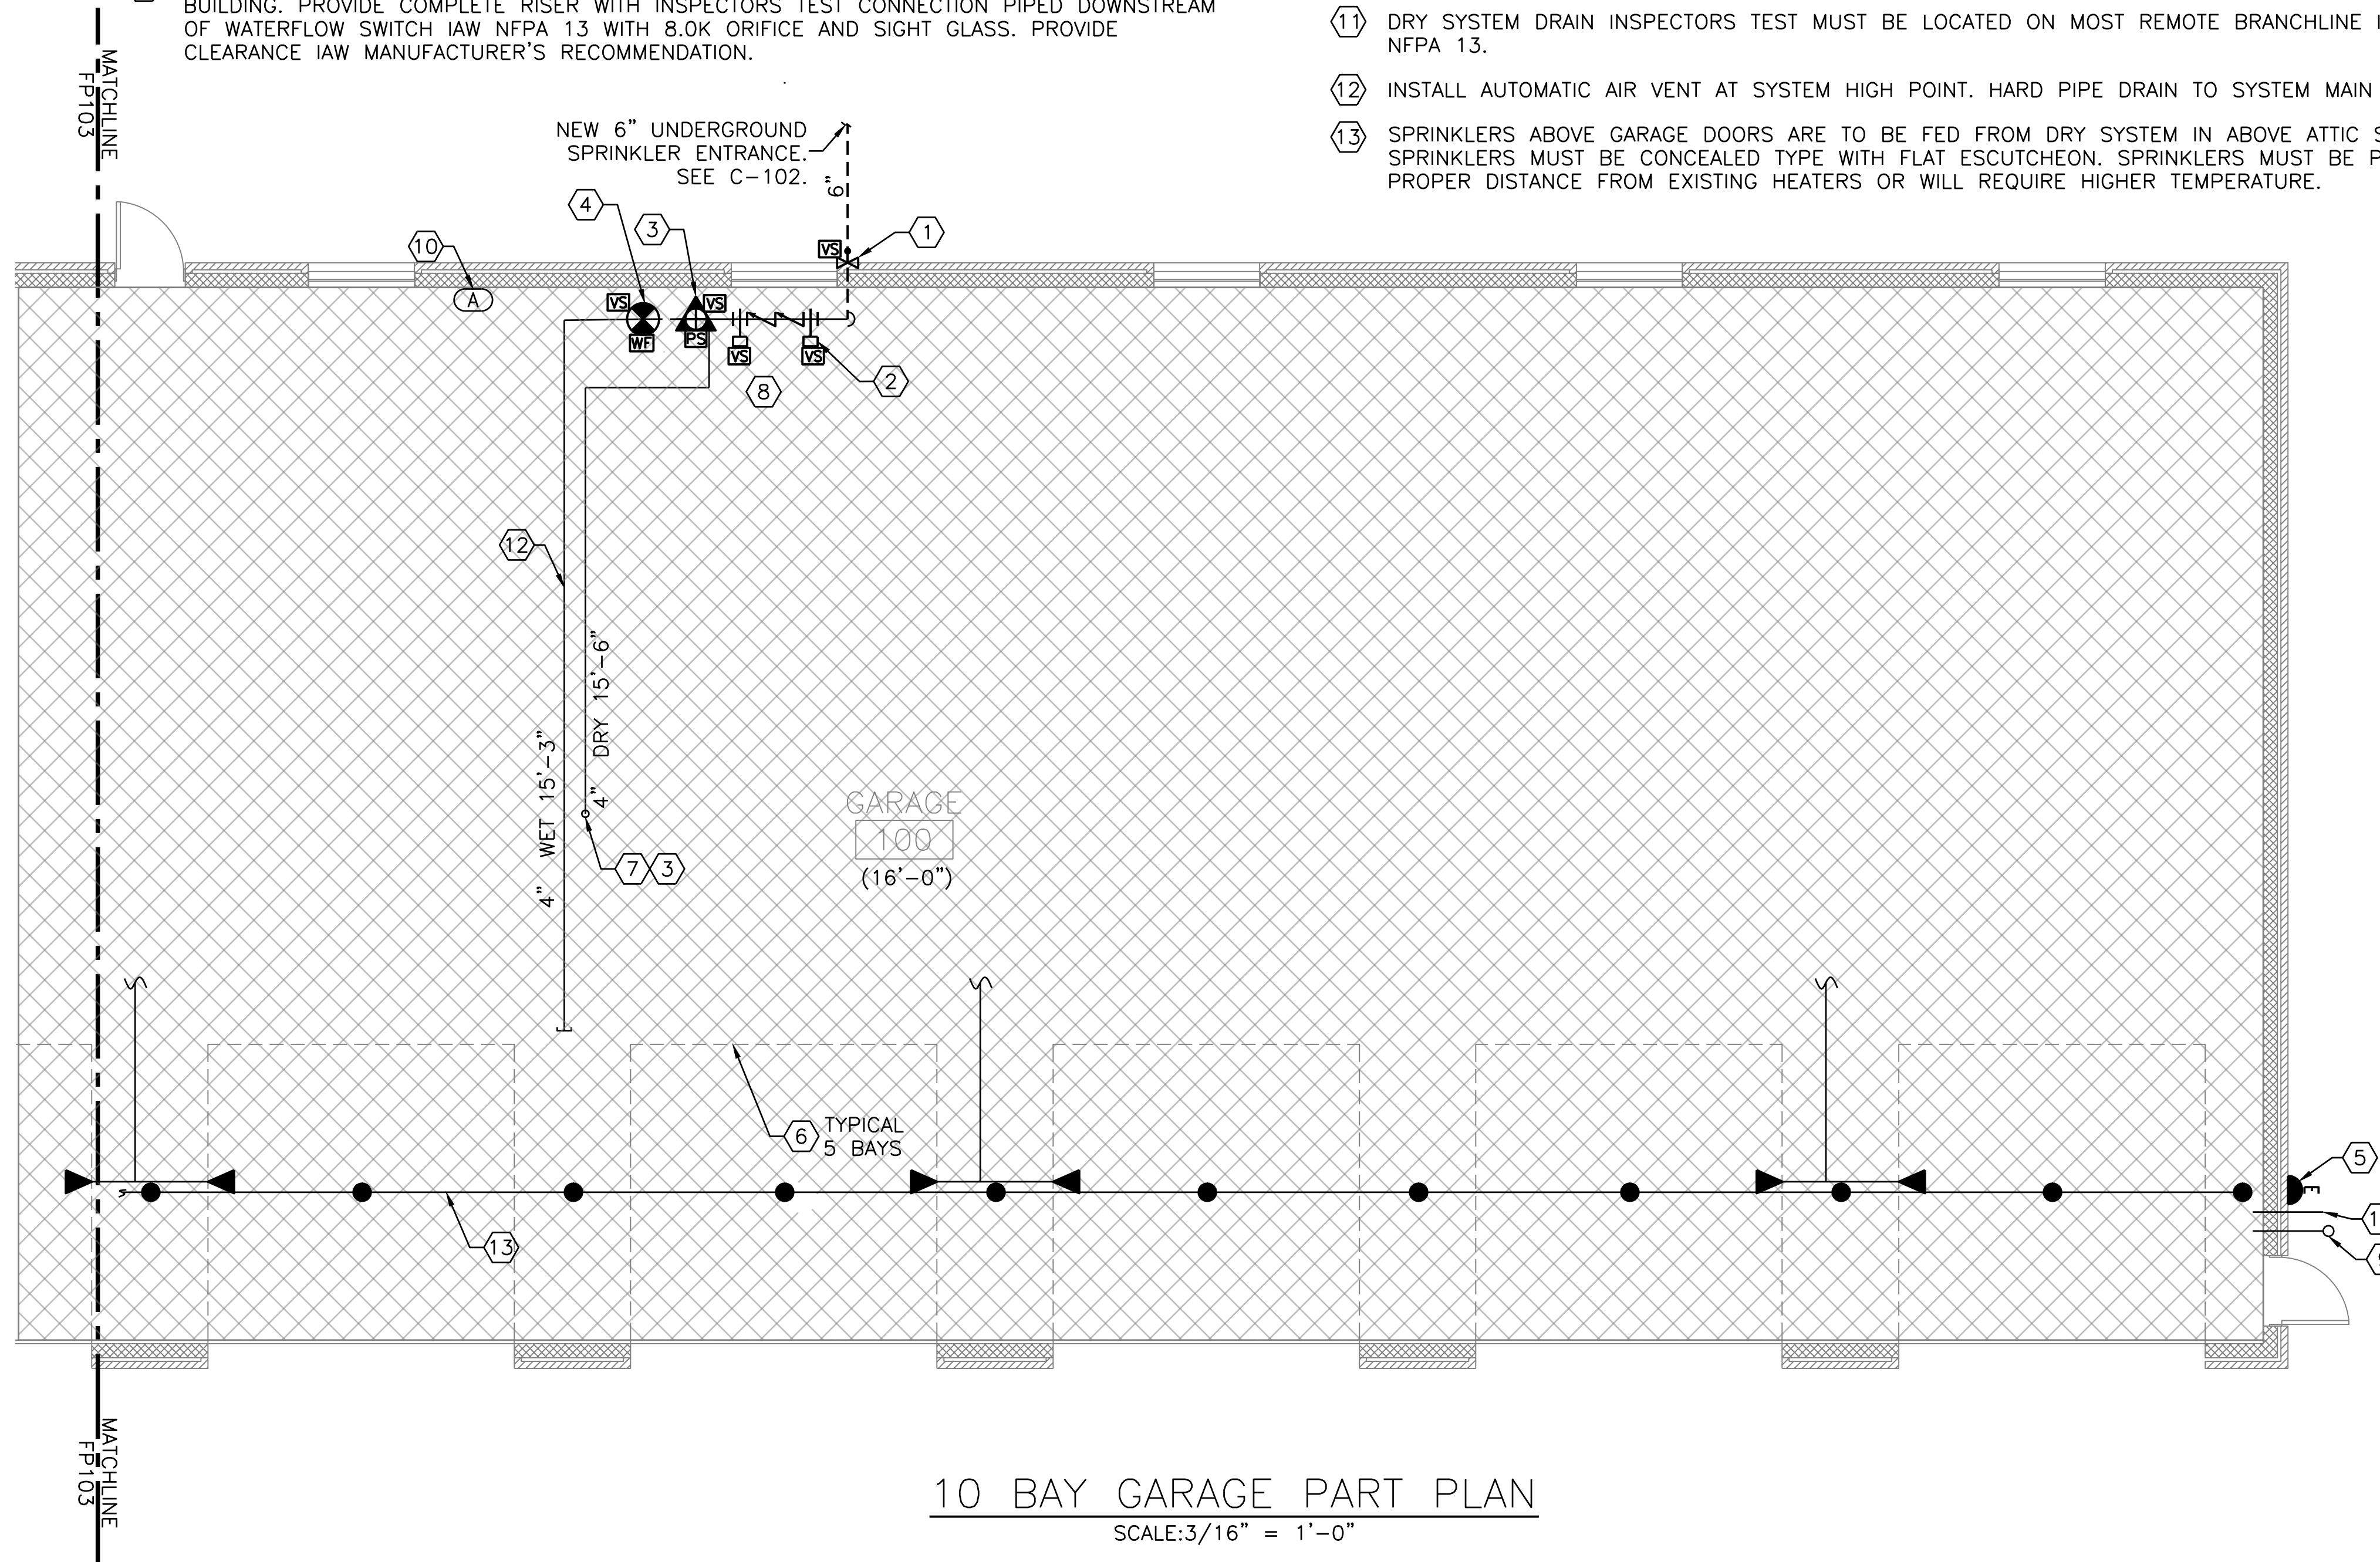 BUILDING. PROVIDE COMPLETE RISER WITH INSPECTORS TEST CONNECTION PIPED DOWNSTREAM
OF WATERFLOW SWITCH IAW NFPA 13 WITH 8.0K ORIFICE AND SIGHT GLASS. PROVIDE
CLEARANCE IAW MANUFACTURER'S RECOMMENDATION.
11 DRY SYSTEM DRAIN INSPECTORS TEST MUST BE LOCATED ON MOST REMOTE BRANCHLINE
NFPA 13.
12 INSTALL AUTOMATIC AIR VENT AT SYSTEM HIGH POINT. HARD PIPE DRAIN TO SYSTEM MAIN
13 SPRINKLERS ABOVE GARAGE DOORS ARE TO BE FED FROM DRY SYSTEM IN ABOVE ATTIC
SPRINKLERS MUST BE CONCEALED TYPE WITH FLAT ESCUTCHEON. SPRINKLERS MUST BE
PROPER DISTANCE FROM EXISTING HEATERS OR WILL REQUIRE HIGHER TEMPERATURE.
MATCHLINE
FP103
NEW 6" UNDERGROUND
SPRINKLER ENTRANCE.
SEE C-102.
6"
4
3
1
10
VS
A
VS
VS
WF
PS
VS
VS
2
8
12
4" WET 15'-3"
4" DRY 15'-6"
GARAGE
100
(16'-0")
7
3
6
TYPICAL
5 BAYS
5
13
MATCHLINE
FP103
10 BAY GARAGE PART PLAN
SCALE:3/16" = 1'-0"